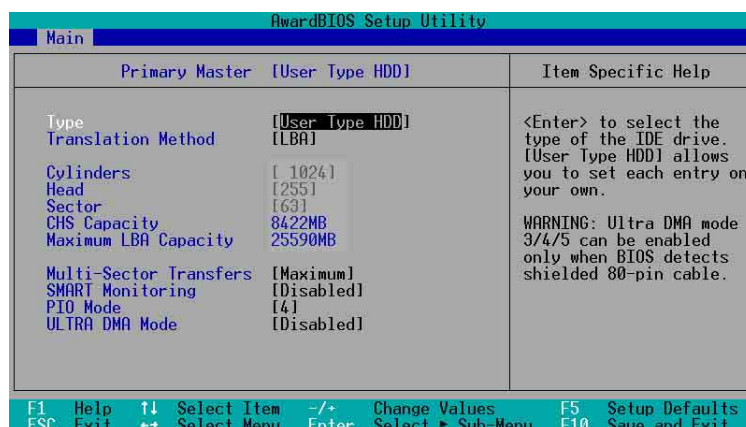 AwardBIOS Setup Utility
Main
Primary Master [User Type HDD]
Item Specific Help
Type [User Type HDD]
Translation Method [LBA]
Cylinders [ 1024]
Head [255]
Sector [63]
CHS Capacity 8422MB
Maximum LBA Capacity 25590MB
Multi-Sector Transfers [Maximum]
SMART Monitoring [Disabled]
PIO Mode [4]
ULTRA DMA Mode [Disabled]
<Enter> to select the
type of the IDE drive.
[User Type HDD] allows
you to set each entry on
your own.
WARNING: Ultra DMA mode
3/4/5 can be enabled
only when BIOS detects
shielded 80-pin cable.
F1 Help ↑↓ Select Item -/+ Change Values F5 Setup Defaults
ESC Exit ←→ Select Menu Enter Select ► Sub-Menu F10 Save and Exit